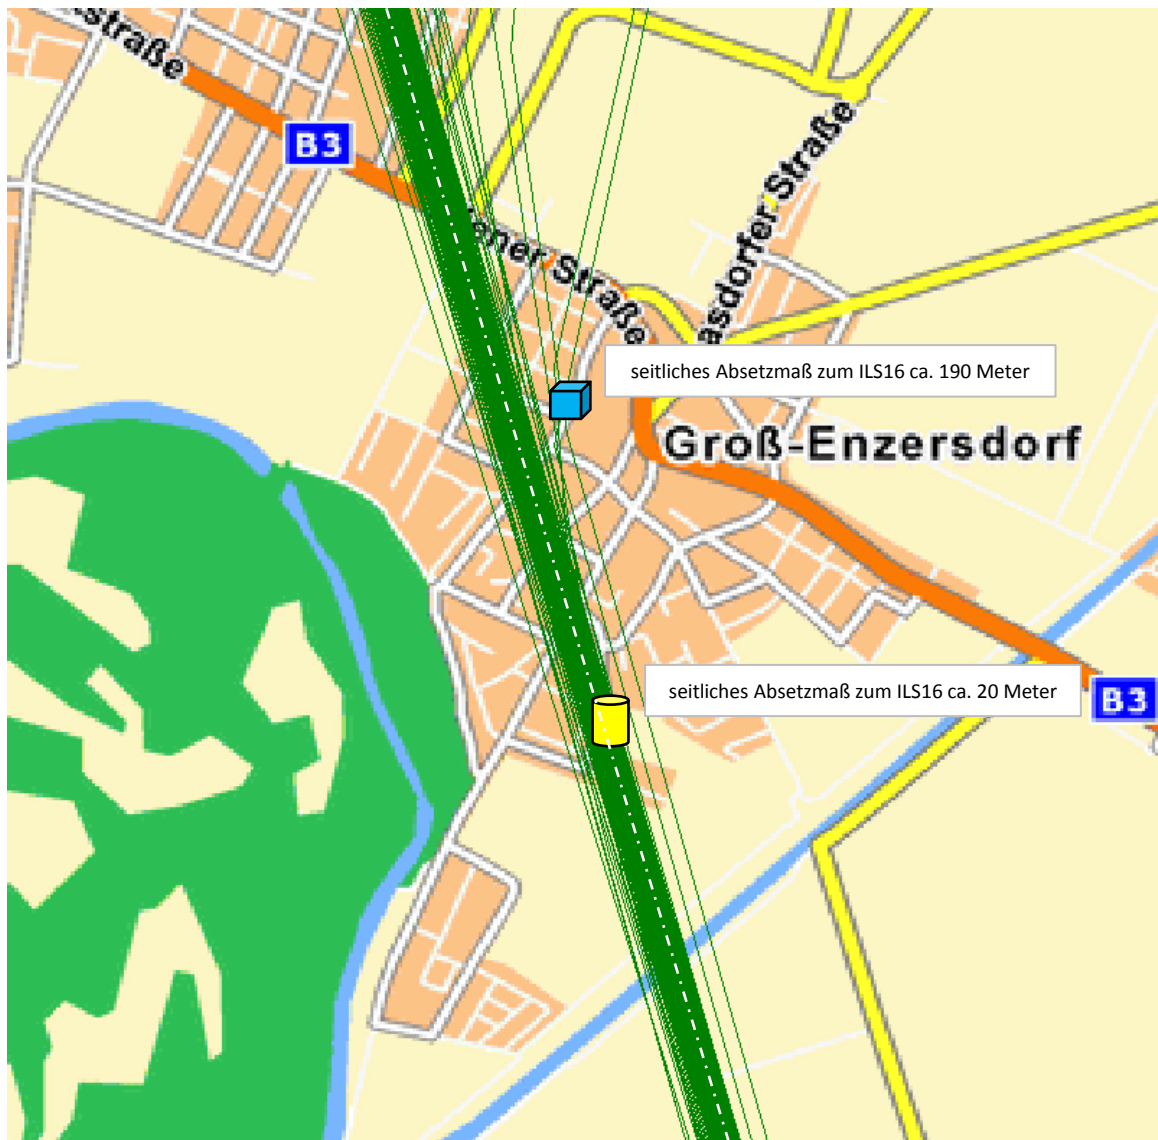 straße
B3
ener Straße
asdorfer Straße
seitliches Absetzmaß zum ILS16 ca. 190 Meter
Groß-Enzersdorf
seitliches Absetzmaß zum ILS16 ca. 20 Meter
B3